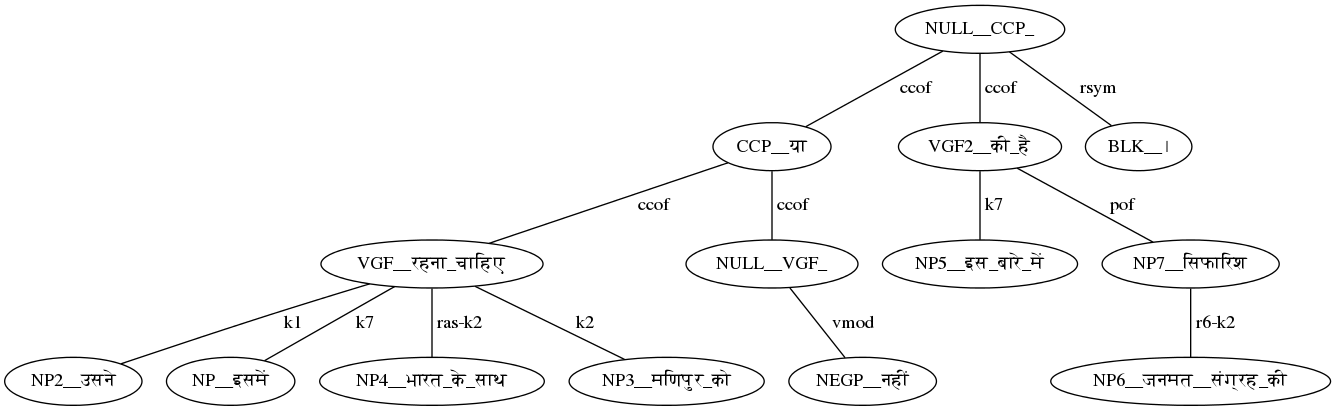 NULL__CCP_
ccof ccof rsym
CCP__या VGF2__की_है BLK__।
ccof ccof k7 pof
VGF__रहना_चाहिए NULL__VGF_ NP5__इस_बारे_में NP7__सिफारिश
k1 k7 ras-k2 k2 vmod r6-k2
NP2__उसने NP__इसमें NP4__भारत_के_साथ NP3__मणिपुर_को NEGP__नहीं NP6__जनमत__संग्रह_की